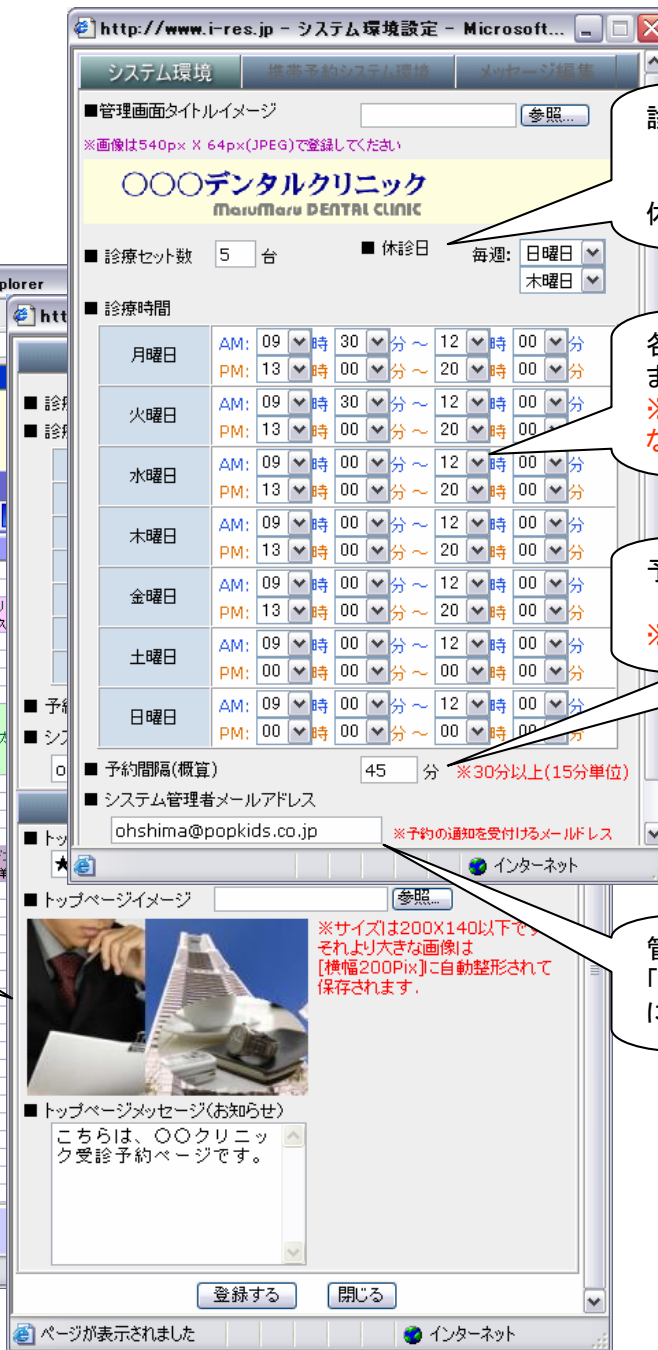 http://www.i-res.jp - システム環境設定 - Microsoft...
システム環境 携帯予約システム環境 メッセージ編集
■管理画面タイトルイメージ 参照...
※画像は540px X 64px(JPEG)で登録してください
○○○デンタルクリニック
MaruMaru DENTAL CLINIC
■ 診療セット数 5 台 ■ 休診日 毎週: 日曜日
木曜日
■ 診療時間
月曜日 AM: 09 時 30 分 ～ 12 時 00 分
PM: 13 時 00 分 ～ 20 時 00 分
火曜日 AM: 09 時 30 分 ～ 12 時 00 分
PM: 13 時 00 分 ～ 20 時 00
水曜日 AM: 09 時 00 分 ～ 12 時 00 分
PM: 13 時 00 分 ～ 20 時 00 分
木曜日 AM: 09 時 00 分 ～ 12 時 00 分
PM: 13 時 00 分 ～ 20 時 00 分
金曜日 AM: 09 時 00 分 ～ 12 時 00 分
PM: 13 時 00 分 ～ 20 時 00 分
土曜日 AM: 09 時 00 分 ～ 12 時 00 分
PM: 00 時 00 分 ～ 00 時 00 分
日曜日 AM: 09 時 00 分 ～ 12 時 00 分
PM: 00 時 00 分 ～ 00 時 00 分
■ 予約間隔(概算) 45 分 ※30分以上(15分単位)
■ システム管理者メールアドレス
ohshima@popkids.co.jp ※予約の通知を受付けるメールドレス
インターネット
plorer
htt
■ 診
■ 診
■ 予
■ シ
■ トッ
★
■ トップページイメージ 参照...
※サイズは200X140以下です
それより大きな画像は
[横幅200Pix]に自動整形されて
保存されます.
■ トップページメッセージ(お知らせ)
こちらは、○○クリニッ
ク受診予約ページです。
登録する 閉じる
ページが表示されました インターネット
休
各
ま
※
な
予
※
管
「
に